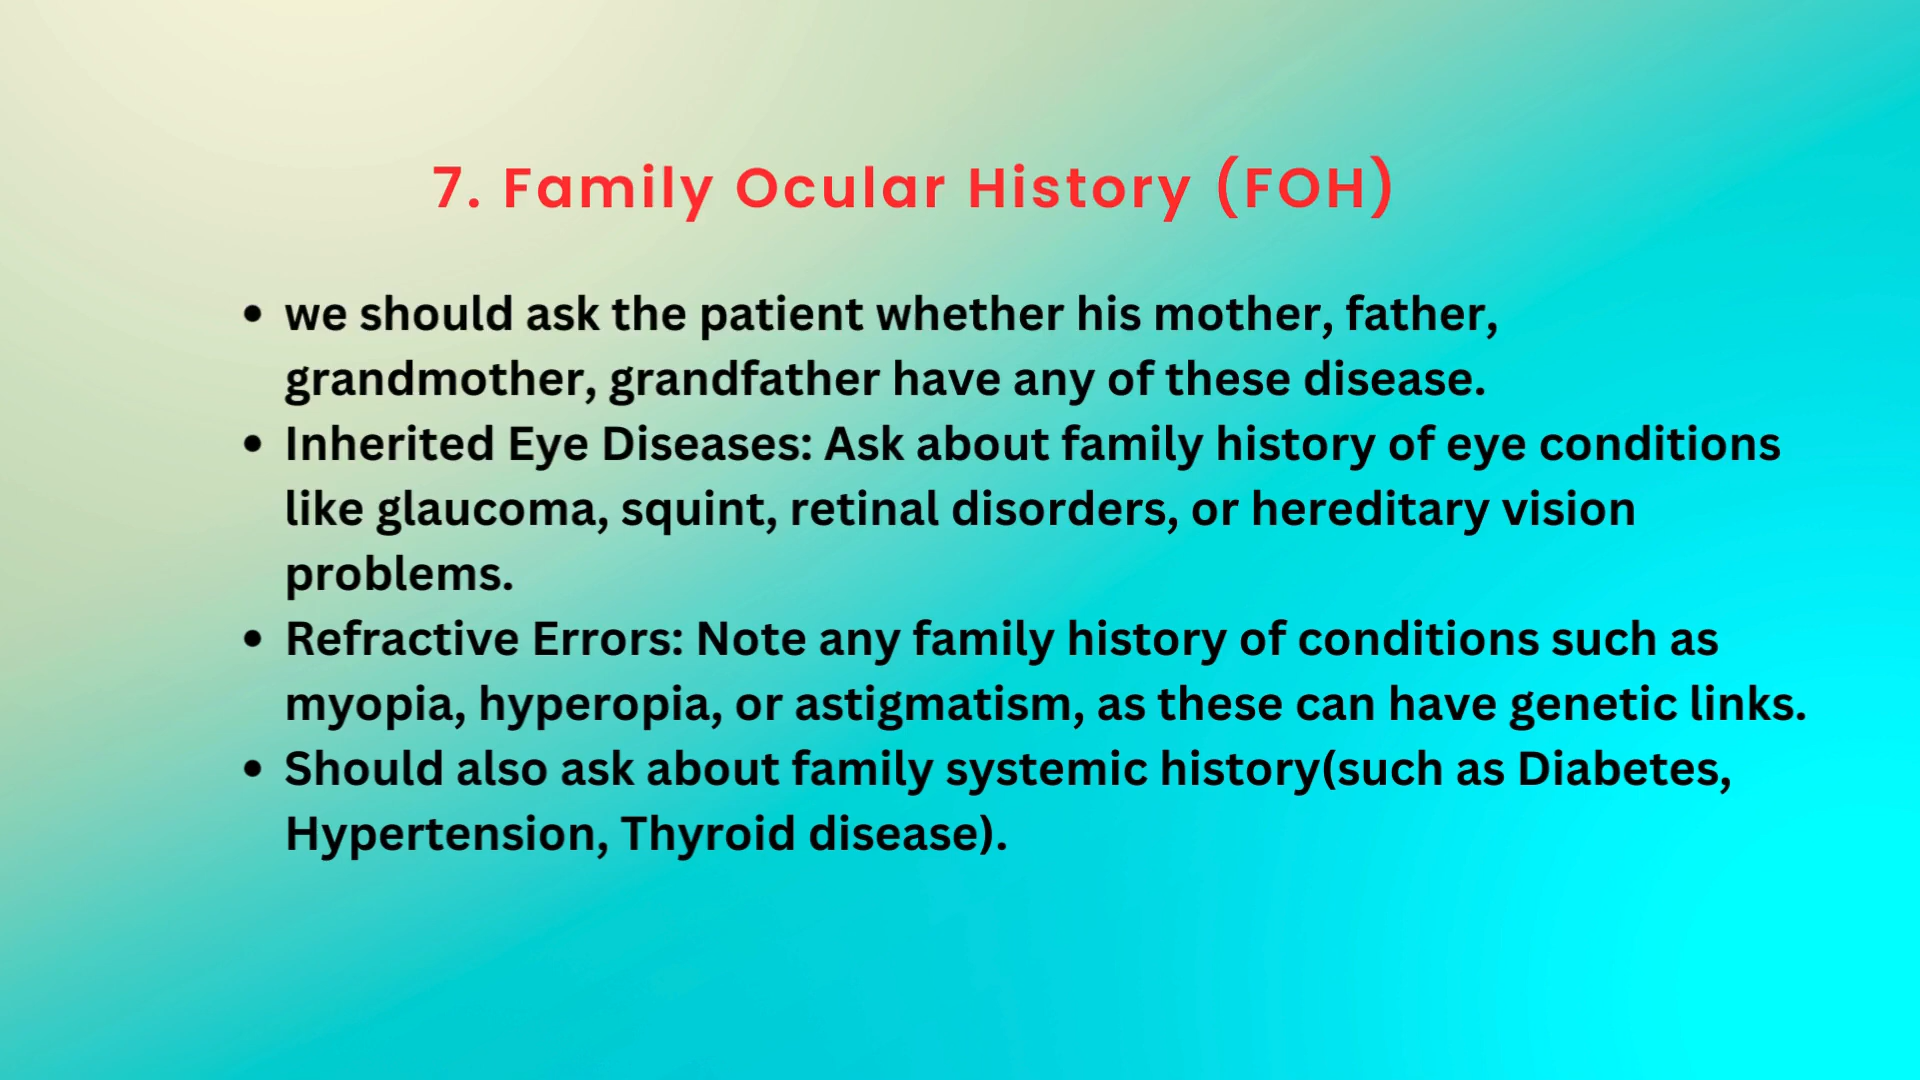 7. Family Ocular History (FOH)
• we should ask the patient whether his mother, father,
grandmother, grandfather have any of these disease.
• Inherited Eye Diseases: Ask about family history of eye conditions
like glaucoma, squint, retinal disorders, or hereditary vision
problems.
• Refractive Errors: Note any family history of conditions such as
myopia, hyperopia, or astigmatism, as these can have genetic links.
• Should also ask about family systemic history(such as Diabetes,
Hypertension, Thyroid disease).